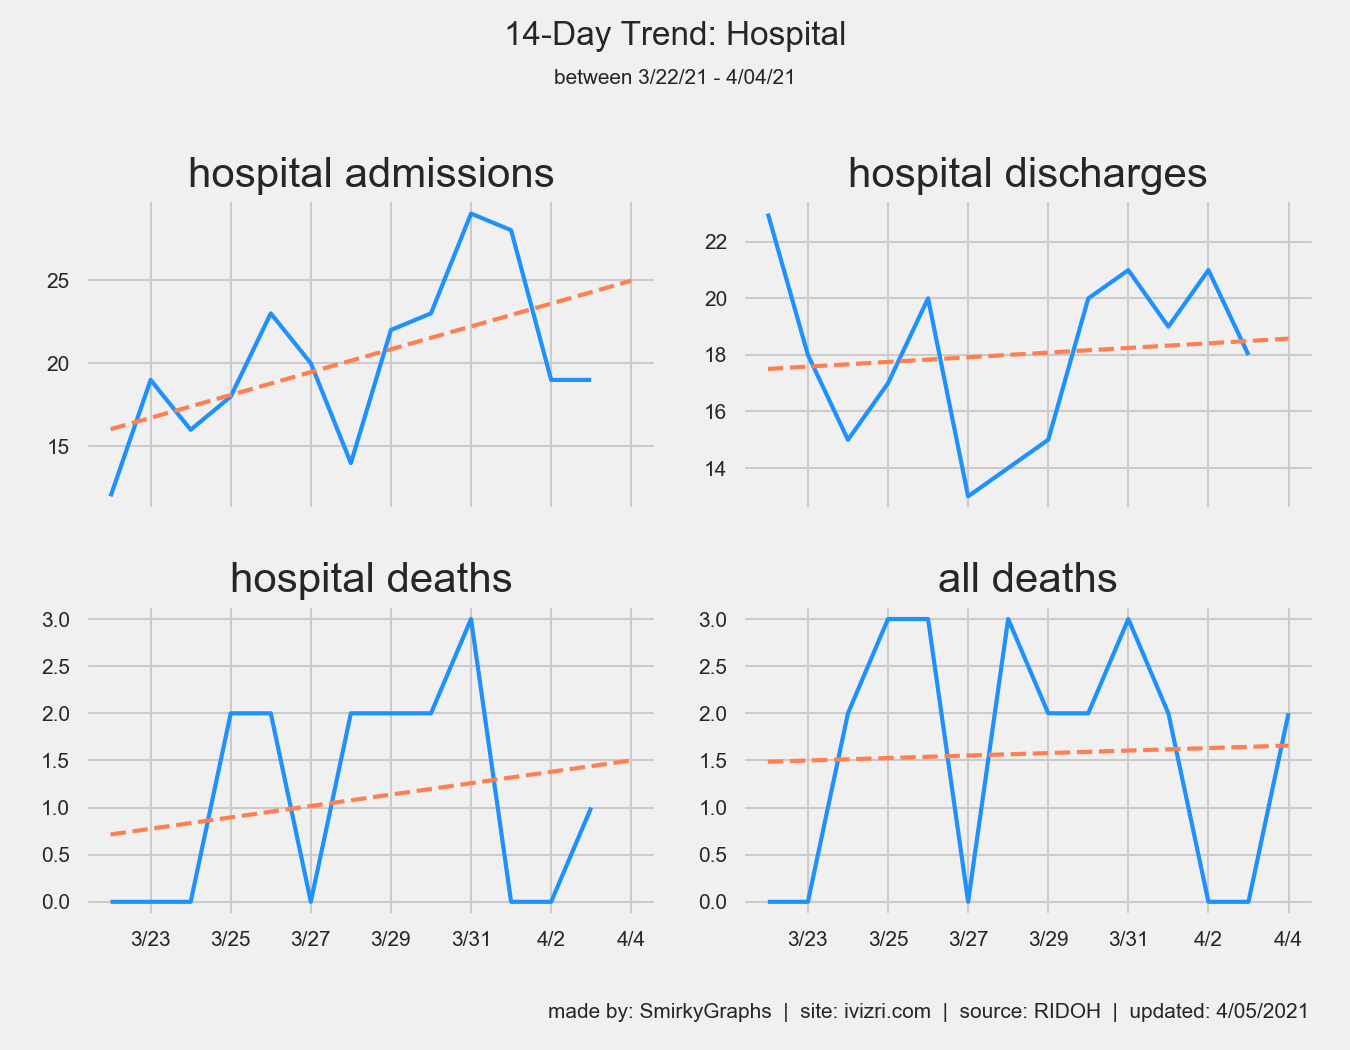 14-Day Trend: Hospital
between 3/22/21 - 4/04/21
hospital admissions
25
20
15
hospital discharges
22
20
18
16
14
hospital deaths
3.0
2.5
2.0
1.5
1.0
0.5
0.0
3/23 3/25 3/27 3/29 3/31 4/2 4/4
all deaths
3.0
2.5
2.0
1.5
1.0
0.5
0.0
3/23 3/25 3/27 3/29 3/31 4/2 4/4
made by: SmirkyGraphs | site: ivizri.com | source: RIDOH | updated: 4/05/2021